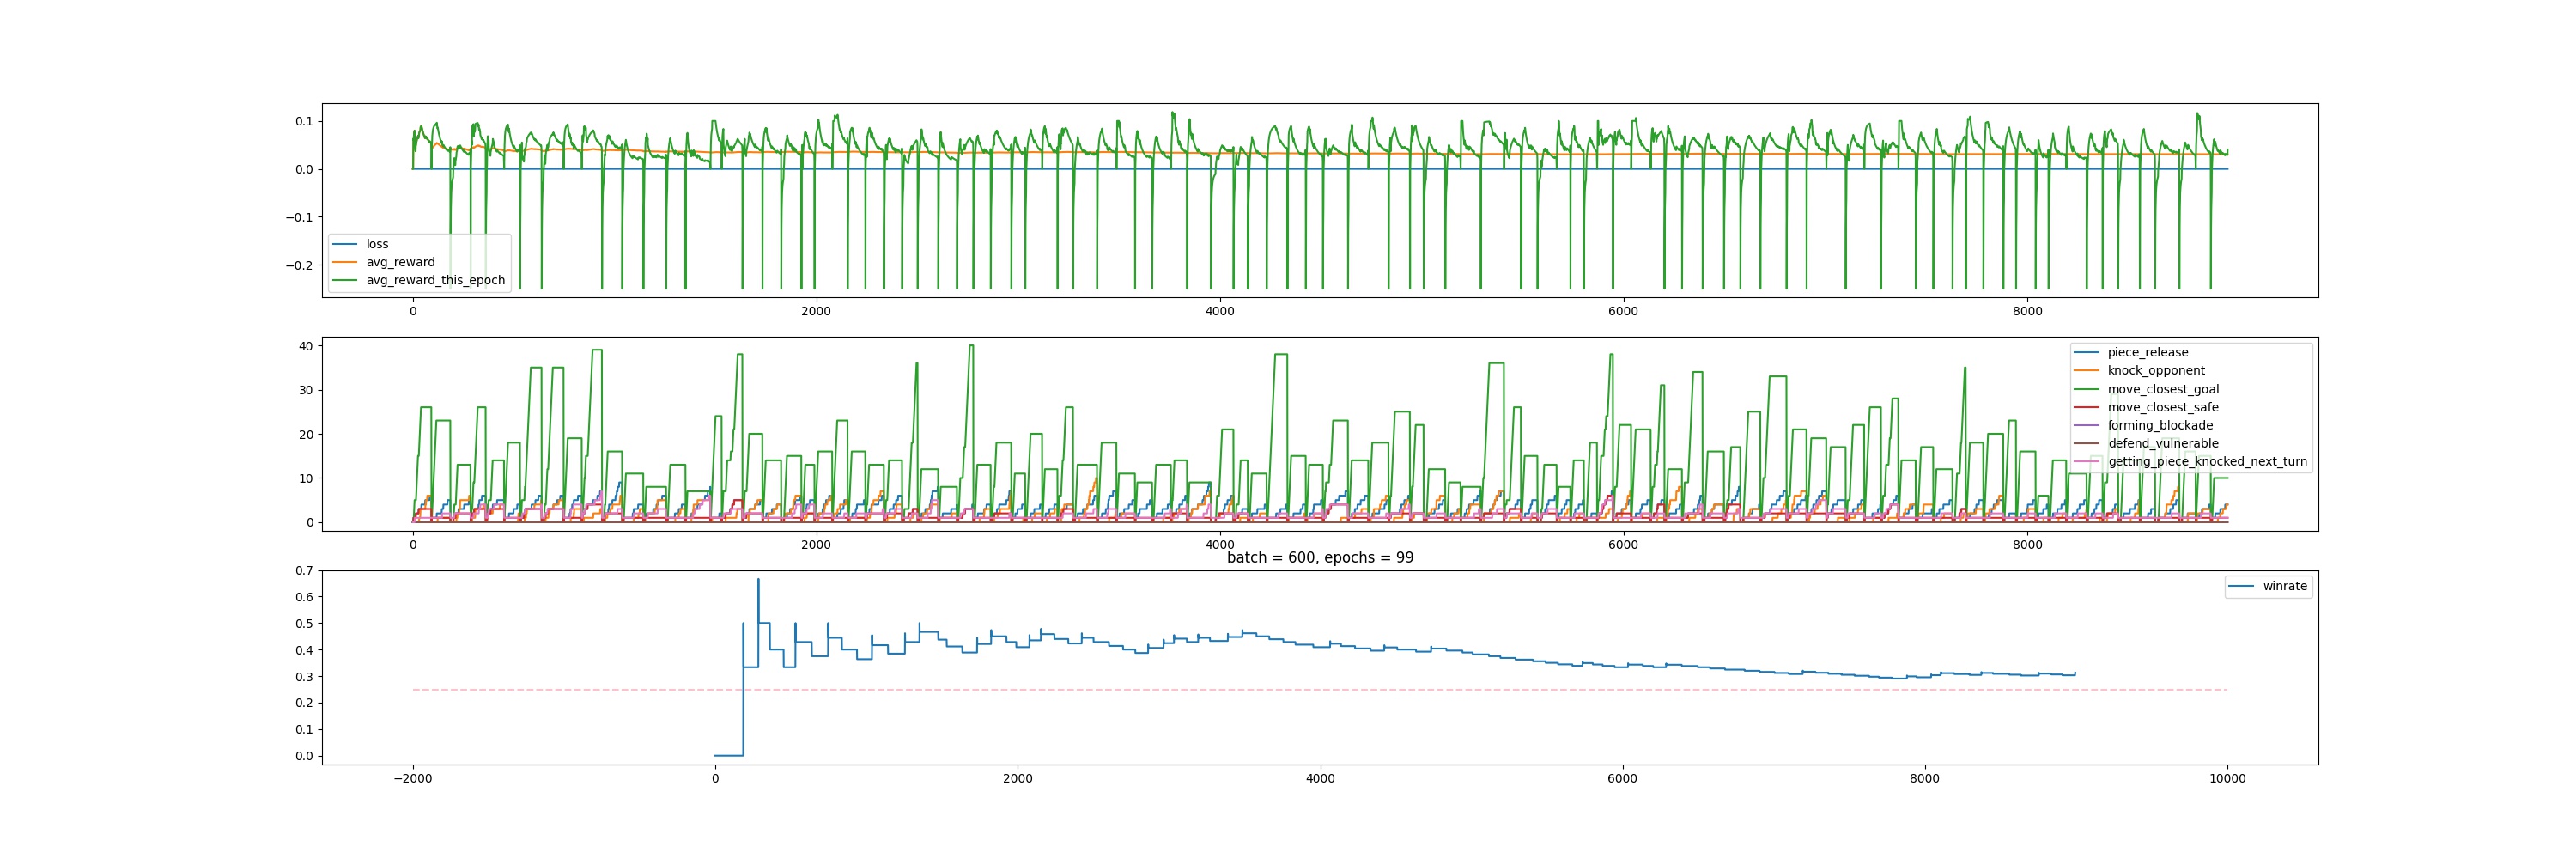 0.1
0.0
−0.1
−0.2
loss
avg_reward
avg_reward_this_epoch
0 2000 4000 6000 8000
40
30
20
10
0
piece_release
knock_opponent
move_closest_goal
move_closest_safe
forming_blockade
defend_vulnerable
getting_piece_knocked_next_turn
0 2000 4000 6000 8000
batch = 600, epochs = 99
0.7
0.6
0.5
0.4
0.3
0.2
0.1
0.0
winrate
−2000 0 2000 4000 6000 8000 10000